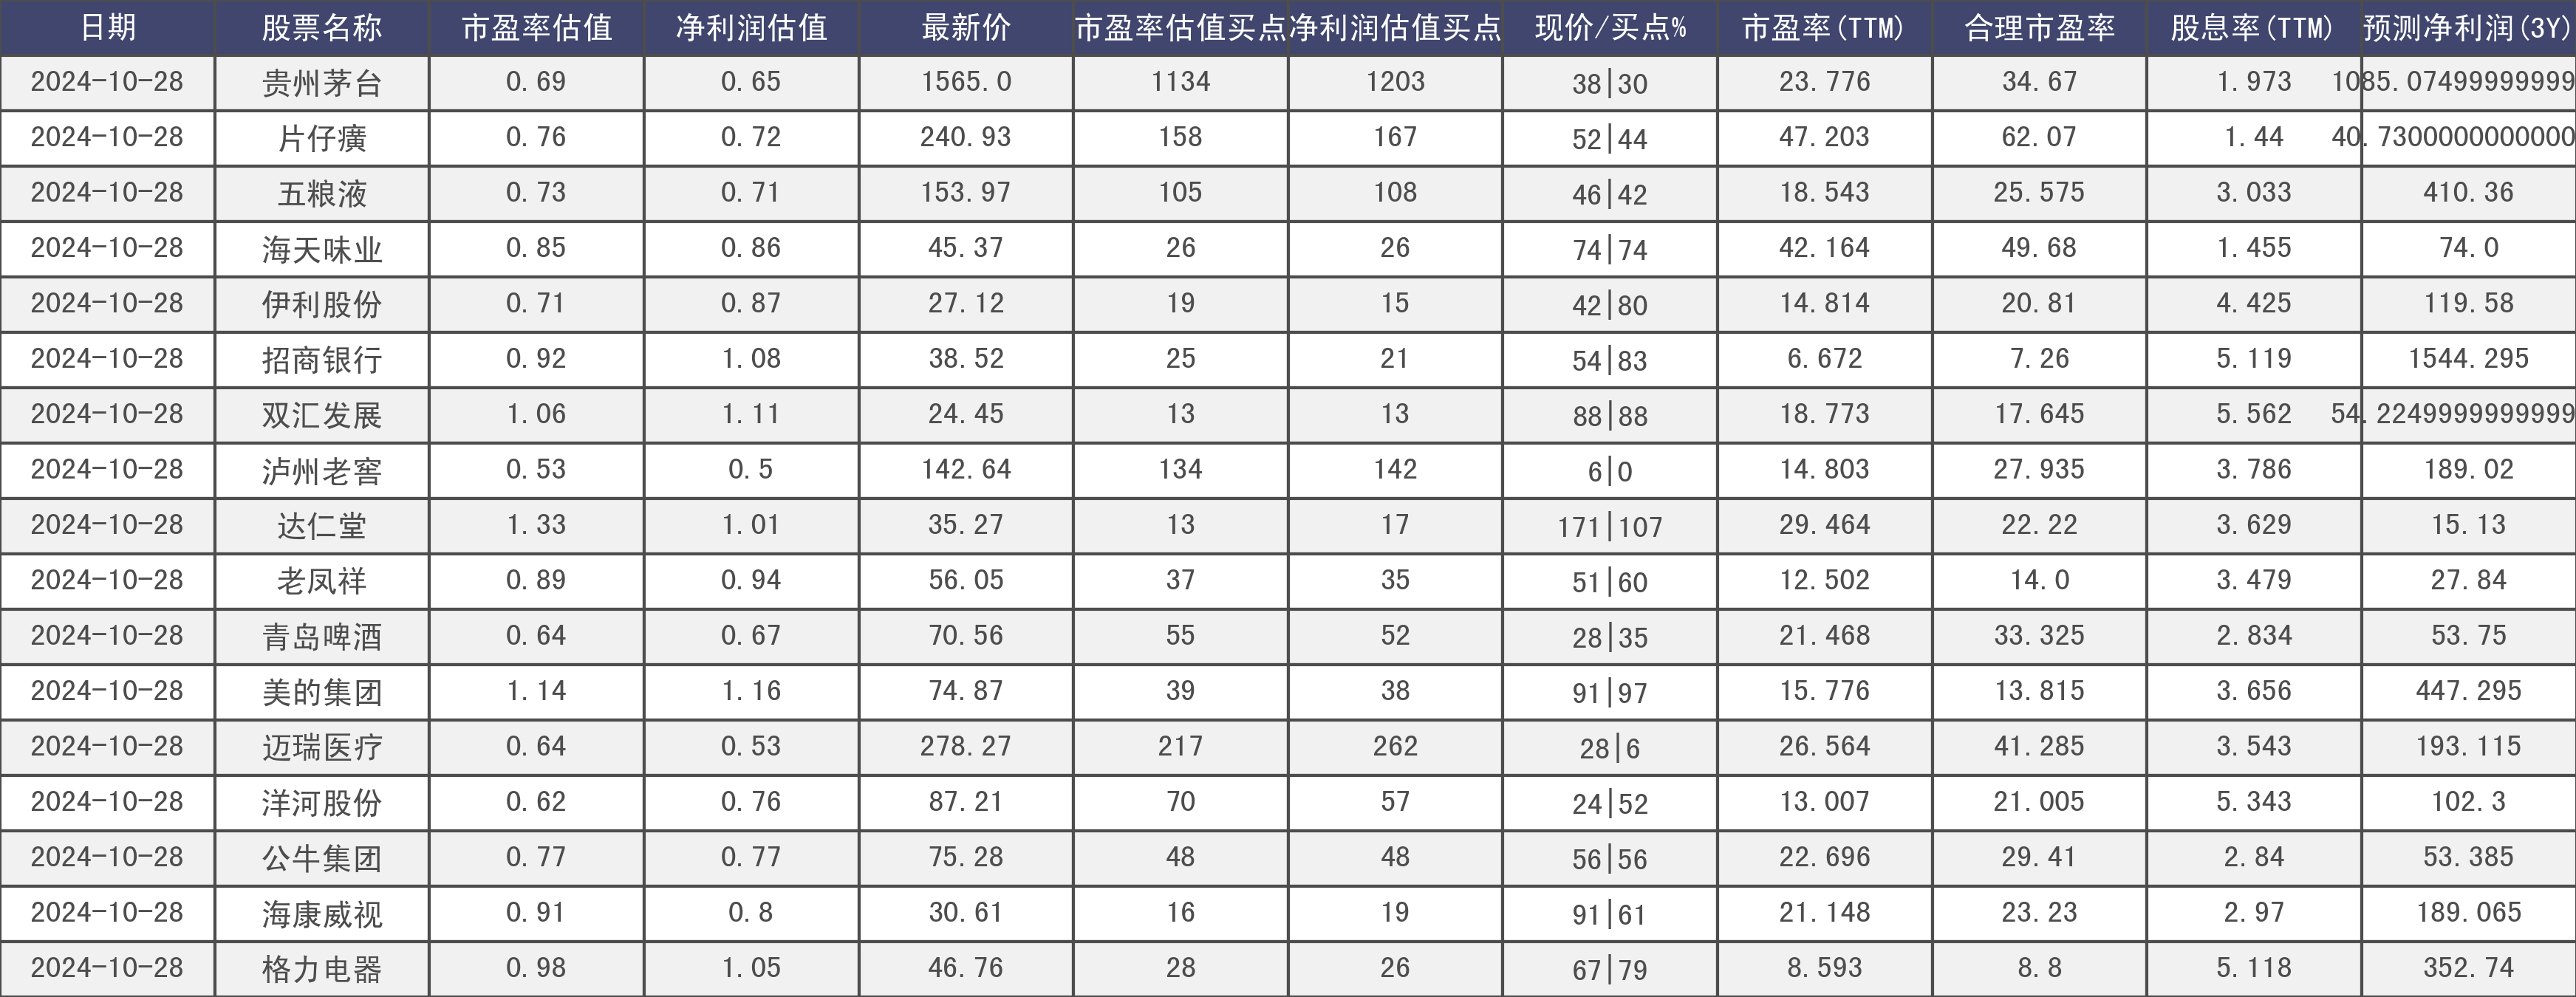 日期 股票名称 市盈率估值 净利润估值 最新价 市盈率估值买点 净利润估值买点 现价/买点% 市盈率(TTM) 合理市盈率 股息率(TTM) 预测净利润(3Y)
2024-10-28 贵州茅台 0.69 0.65 1565.0 1134 1203 38|30 23.776 34.67 1.973 1085.07499999999
2024-10-28 片仔癀 0.76 0.72 240.93 158 167 52|44 47.203 62.07 1.44 40.7300000000000
2024-10-28 五粮液 0.73 0.71 153.97 105 108 46|42 18.543 25.575 3.033 410.36
2024-10-28 海天味业 0.85 0.86 45.37 26 26 74|74 42.164 49.68 1.455 74.0
2024-10-28 伊利股份 0.71 0.87 27.12 19 15 42|80 14.814 20.81 4.425 119.58
2024-10-28 招商银行 0.92 1.08 38.52 25 21 54|83 6.672 7.26 5.119 1544.295
2024-10-28 双汇发展 1.06 1.11 24.45 13 13 88|88 18.773 17.645 5.562 54.2249999999999
2024-10-28 泸州老窖 0.53 0.5 142.64 134 142 6|0 14.803 27.935 3.786 189.02
2024-10-28 达仁堂 1.33 1.01 35.27 13 17 171|107 29.464 22.22 3.629 15.13
2024-10-28 老凤祥 0.89 0.94 56.05 37 35 51|60 12.502 14.0 3.479 27.84
2024-10-28 青岛啤酒 0.64 0.67 70.56 55 52 28|35 21.468 33.325 2.834 53.75
2024-10-28 美的集团 1.14 1.16 74.87 39 38 91|97 15.776 13.815 3.656 447.295
2024-10-28 迈瑞医疗 0.64 0.53 278.27 217 262 28|6 26.564 41.285 3.543 193.115
2024-10-28 洋河股份 0.62 0.76 87.21 70 57 24|52 13.007 21.005 5.343 102.3
2024-10-28 公牛集团 0.77 0.77 75.28 48 48 56|56 22.696 29.41 2.84 53.385
2024-10-28 海康威视 0.91 0.8 30.61 16 19 91|61 21.148 23.23 2.97 189.065
2024-10-28 格力电器 0.98 1.05 46.76 28 26 67|79 8.593 8.8 5.118 352.74